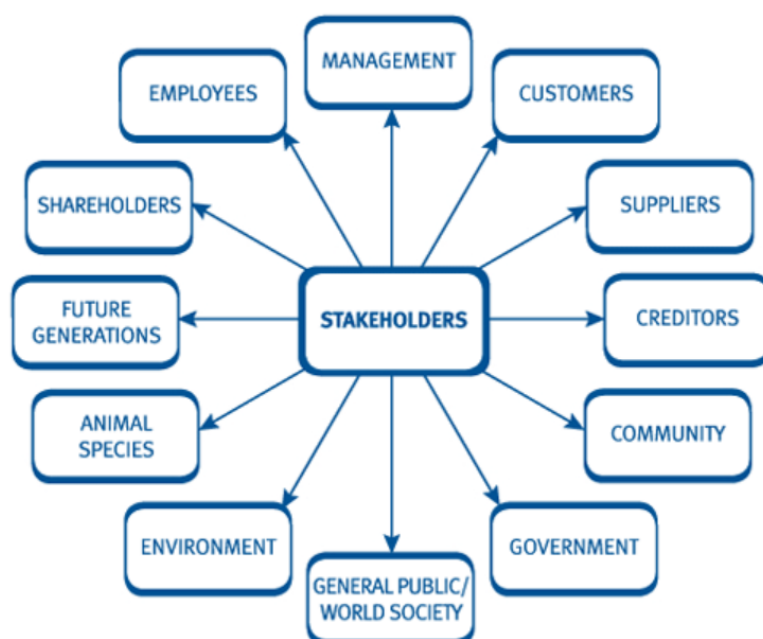 MANAGEMENT
EMPLOYEES
CUSTOMERS
SHAREHOLDERS
SUPPLIERS
FUTURE
GENERATIONS
STAKEHOLDERS
CREDITORS
ANIMAL
SPECIES
COMMUNITY
ENVIRONMENT
GOVERNMENT
GENERAL PUBLIC/
WORLD SOCIETY